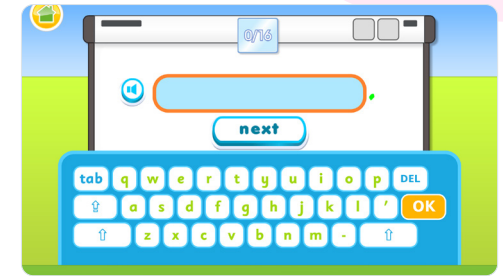 0/16
.
next
tab q w e r t y u i o p DEL
a s d f g h j k l ' OK
z x c v b n m -